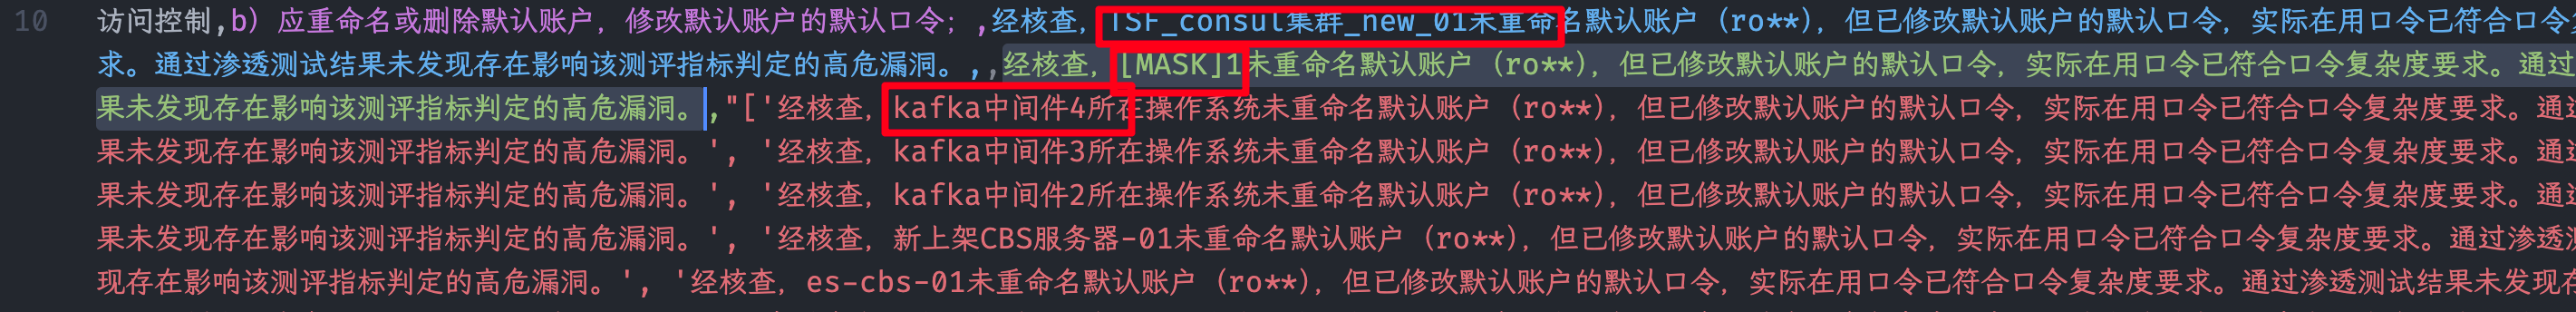 10 访问控制,b）应重命名或删除默认账户，修改默认账户的默认口令；,经核查，TSF_consul集群_new_01未重命名默认账户（ro**），但已修改默认账户的默认口令，实际在用口令已符合口令
求。通过渗透测试结果未发现存在影响该测评指标判定的高危漏洞。,,经核查，[MASK]1未重命名默认账户（ro**），但已修改默认账户的默认口令，实际在用口令已符合口令复杂度要求。通过
果未发现存在影响该测评指标判定的高危漏洞。,"['经核查，kafka中间件4所在操作系统未重命名默认账户（ro**），但已修改默认账户的默认口令，实际在用口令已符合口令复杂度要求。通
果未发现存在影响该测评指标判定的高危漏洞。', '经核查，kafka中间件3所在操作系统未重命名默认账户（ro**），但已修改默认账户的默认口令，实际在用口令已符合口令复杂度要求。通
果未发现存在影响该测评指标判定的高危漏洞。', '经核查，kafka中间件2所在操作系统未重命名默认账户（ro**），但已修改默认账户的默认口令，实际在用口令已符合口令复杂度要求。通
果未发现存在影响该测评指标判定的高危漏洞。', '经核查，新上架CBS服务器-01未重命名默认账户（ro**），但已修改默认账户的默认口令，实际在用口令已符合口令复杂度要求。通过渗透
现存在影响该测评指标判定的高危漏洞。', '经核查，es-cbs-01未重命名默认账户（ro**），但已修改默认账户的默认口令，实际在用口令已符合口令复杂度要求。通过渗透测试结果未发现存